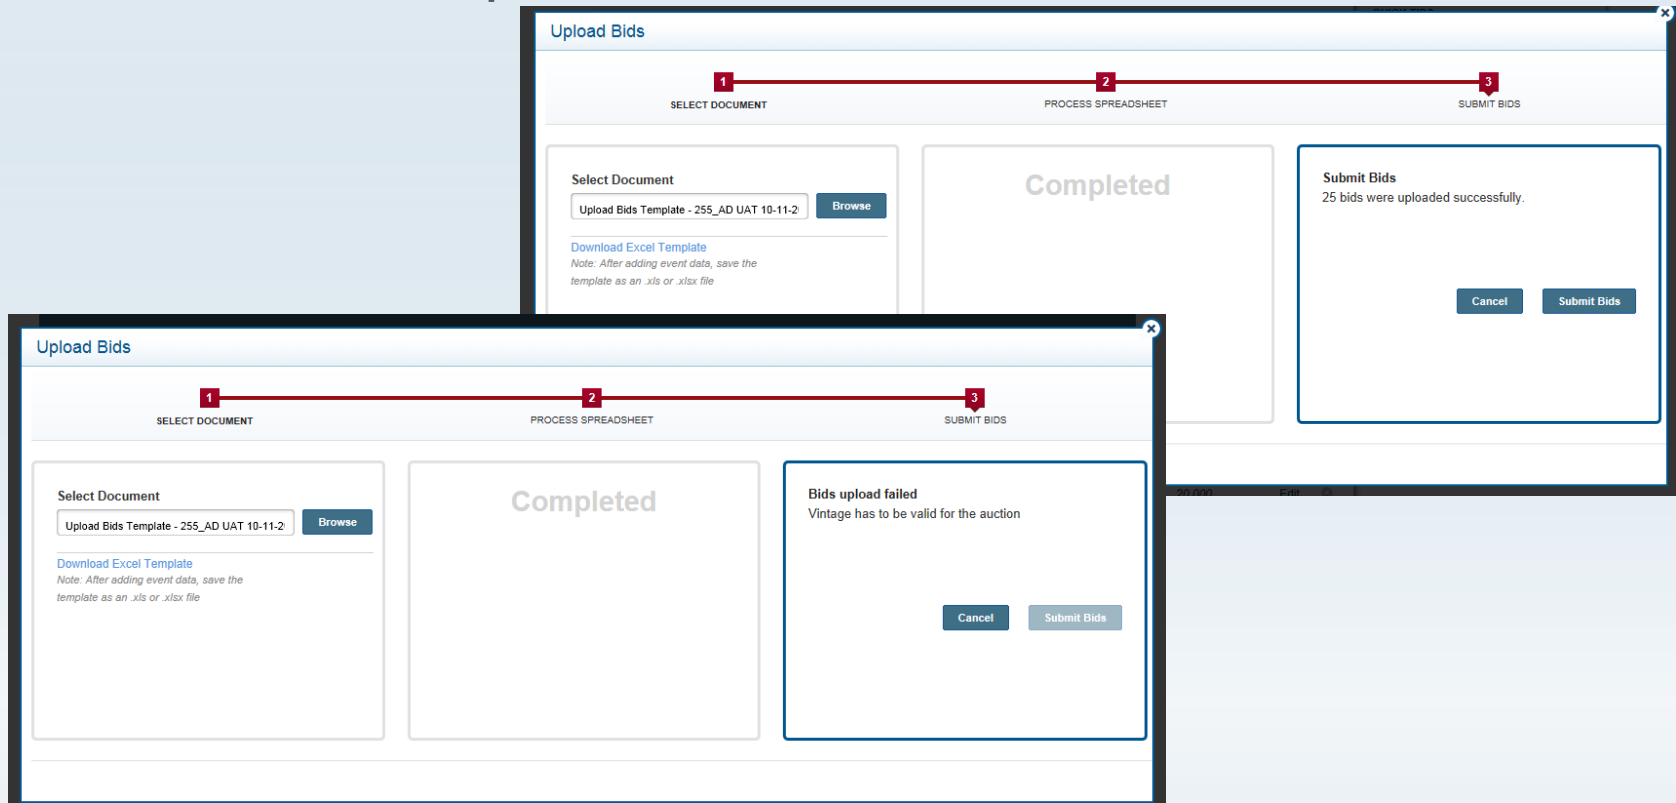 Upload Bids
1
2
3
SELECT DOCUMENT
PROCESS SPREADSHEET
SUBMIT BIDS
Select Document
Upload Bids Template - 255_AD UAT 10-11-2
Browse
Download Excel Template
Note: After adding event data, save the
template as an .xls or .xlsx file
Completed
Submit Bids
25 bids were uploaded successfully.
Cancel
Submit Bids
20,000
Edit
Upload Bids
1
2
3
SELECT DOCUMENT
PROCESS SPREADSHEET
SUBMIT BIDS
Select Document
Upload Bids Template - 255_AD UAT 10-11-2
Browse
Download Excel Template
Note: After adding event data, save the
template as an .xls or .xlsx file
Completed
Bids upload failed
Vintage has to be valid for the auction
Cancel
Submit Bids